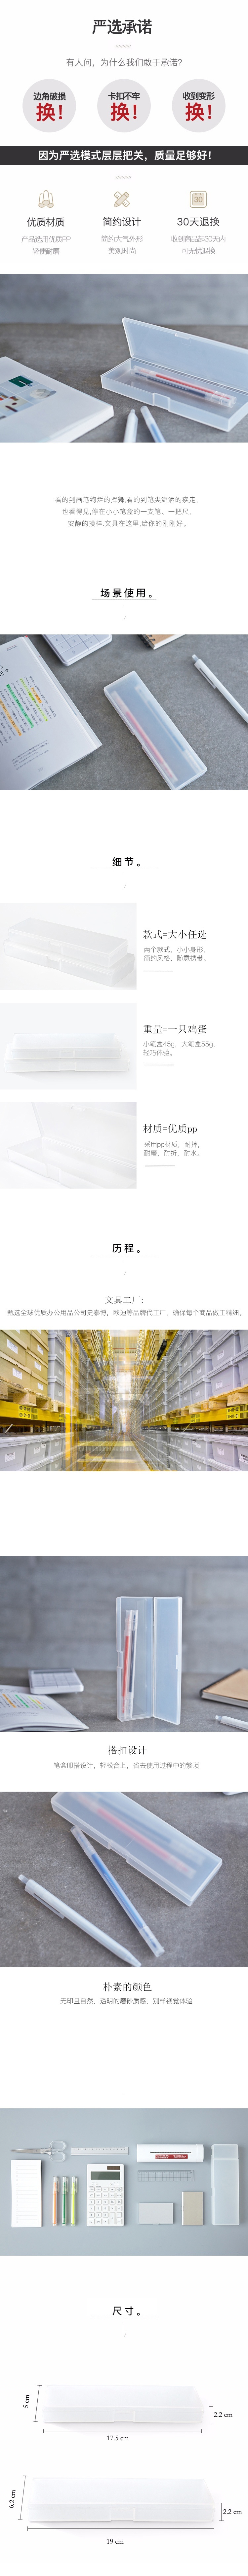 严选承诺
有人问，为什么我们敢于承诺?
边角破损
换!
卡扣不牢
换!
收到变形
换!
因为严选模式层层把关，质量足够好!
30
优质材质
产品选用优质PP
轻便耐磨
简约设计
简约大气外形
美观时尚
30天退换
收到商品起30天内
可无忧退换
看的到画笔绚烂的挥舞,看的到笔尖潇洒的疾走,
也看得见,停在小小笔盒的一支笔、一把尺,
安静的模样.文具在这里,给你的刚刚好。
场景使用。
细节。
款式=大小任选
两个款式，小小身形，
简约风格，随意携带。
重量=一只鸡蛋
小笔盒45g，大笔盒55g，
轻巧体验。
材质=优质pp
采用pp材质，耐摔，
耐磨，耐折，耐水。
历程。
文具工厂:
甄选全球优质办公用品公司史泰博，欧迪等品牌代工厂，确保每个商品做工精细。
搭扣设计
笔盒扣搭设计，轻松合上，省去使用过程中的繁琐
朴素的颜色
无印且自然，透明的磨砂质感，别样视觉体验
尺寸。
5 cm
2.2 cm
17.5 cm
6.2 cm
2.2 cm
19 cm